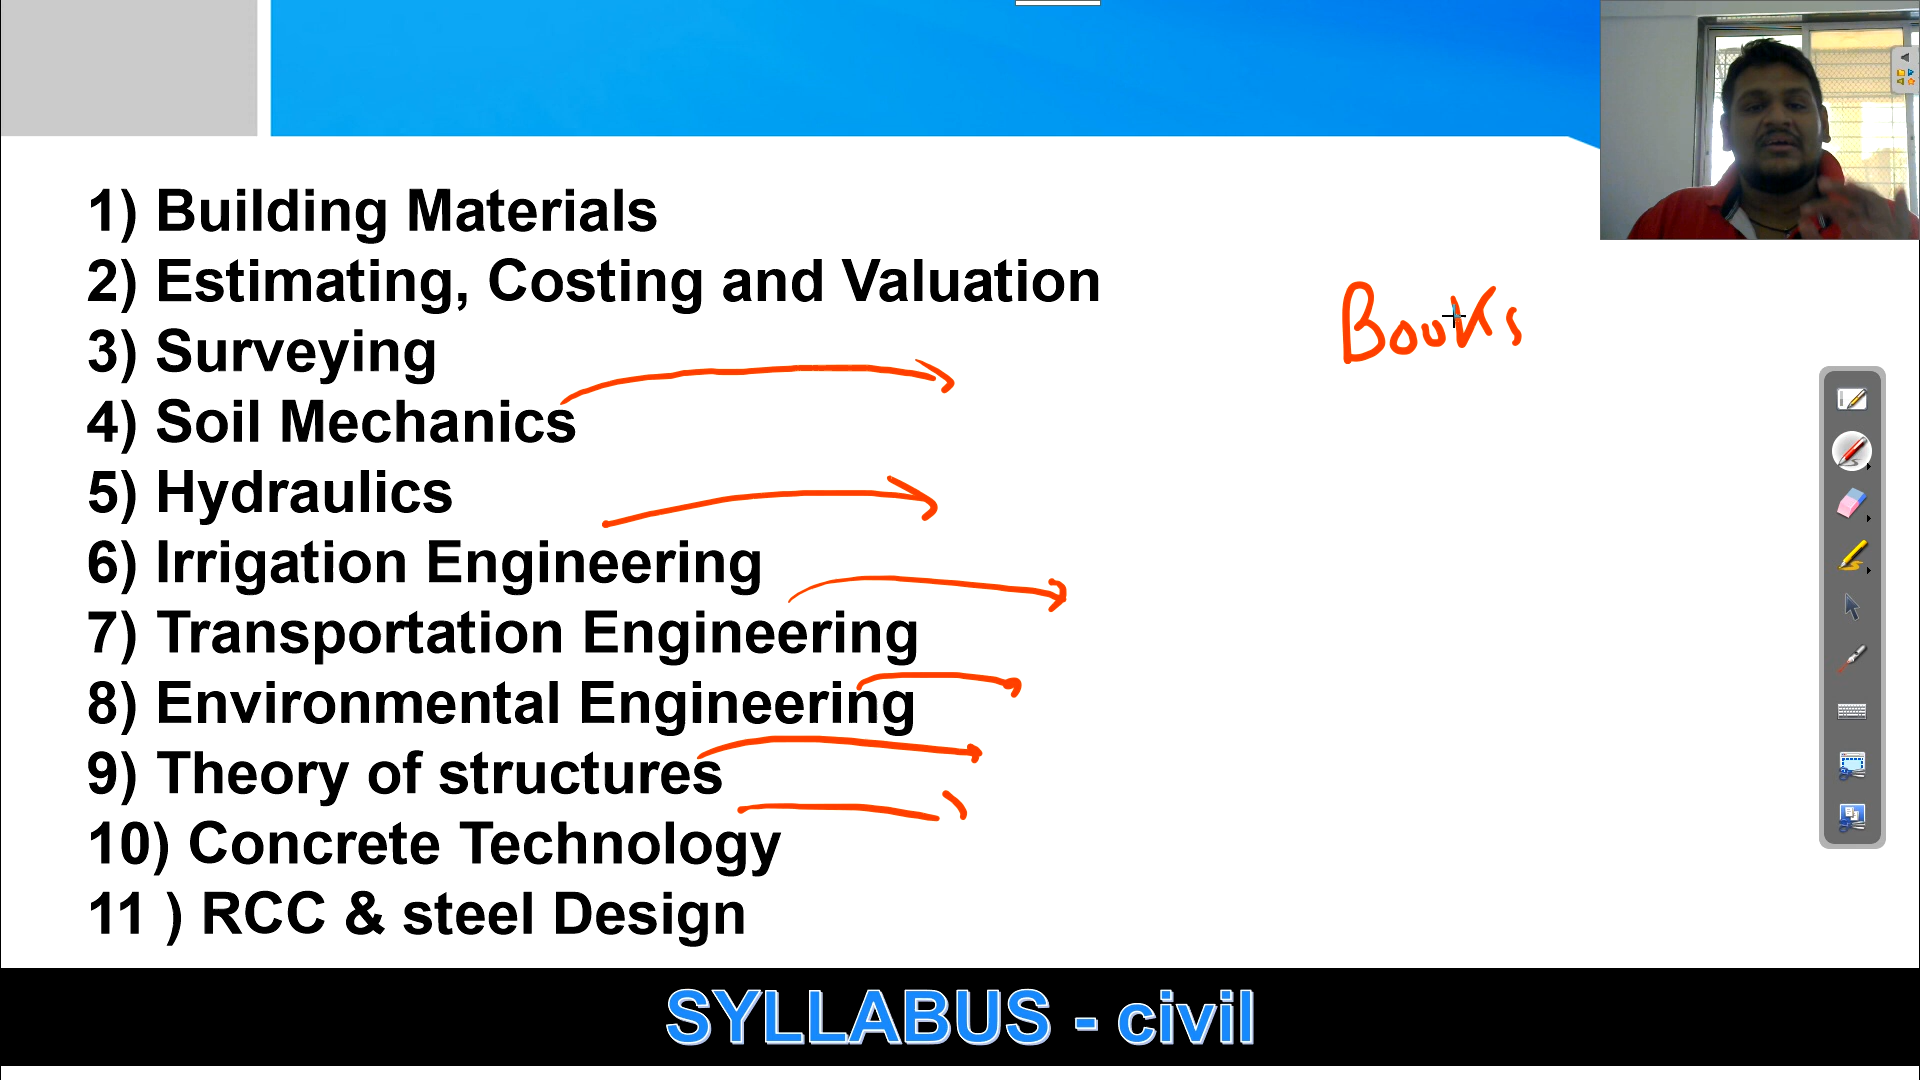 1) Building Materials
2) Estimating, Costing and Valuation
3) Surveying
4) Soil Mechanics
5) Hydraulics
6) Irrigation Engineering
7) Transportation Engineering
8) Environmental Engineering
9) Theory of structures
10) Concrete Technology
11 ) RCC & steel Design
Books
SYLLABUS - civil